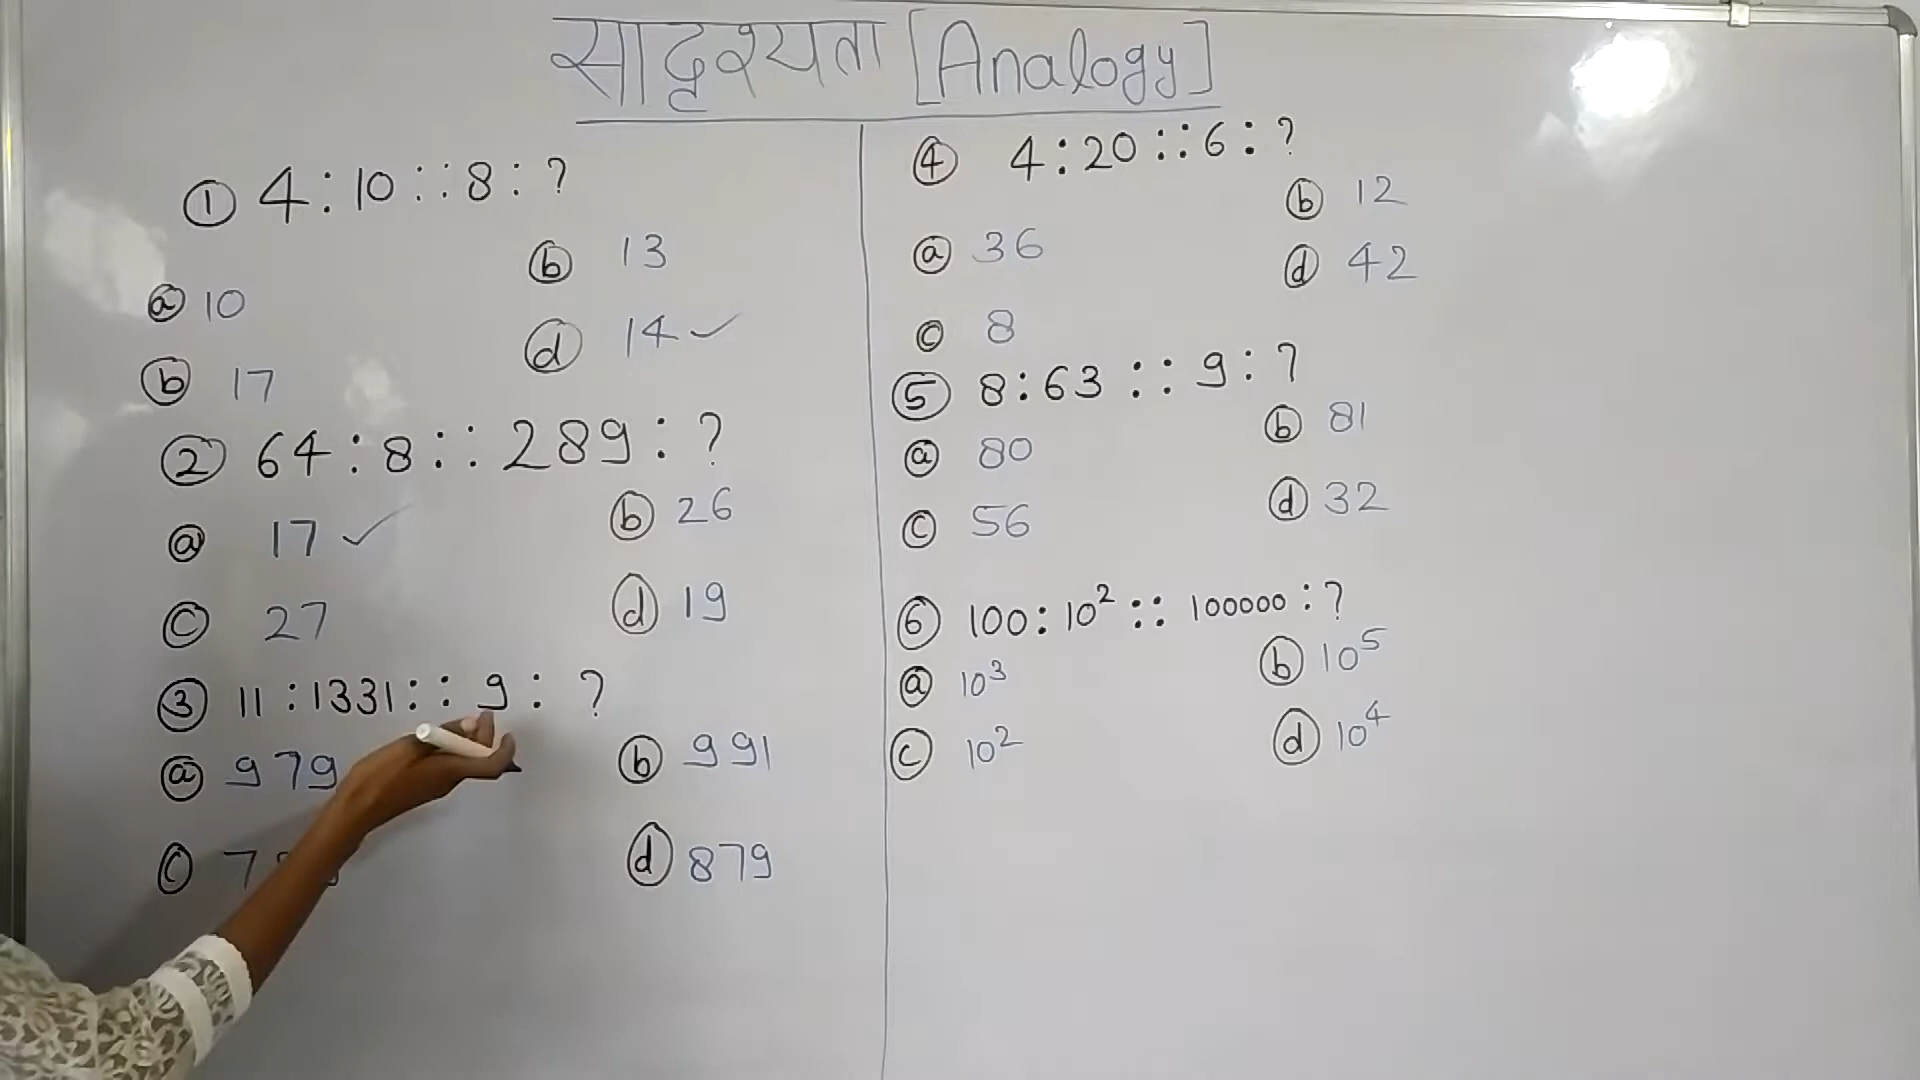 सादृश्यता [Analogy]
① 4 : 10 :: 8 : ?
ⓑ 13
ⓐ 10
ⓓ 14 ✓
ⓑ 17
② 64 : 8 :: 289 : ?
ⓐ 17 ✓
ⓑ 26
ⓒ 27
ⓓ 19
③ 11 : 1331 :: 9 : ?
ⓐ 979
ⓑ 991
ⓒ
ⓓ 879
④ 4 : 20 :: 6 : ?
ⓑ 12
ⓐ 36
ⓓ 42
ⓒ 8
⑤ 8 : 63 :: 9 : ?
ⓑ 81
ⓐ 80
ⓓ 32
ⓒ 56
⑥ 100 : 10² :: 100000 : ?
ⓐ 10³
ⓑ 10⁵
ⓒ 10²
ⓓ 10⁴